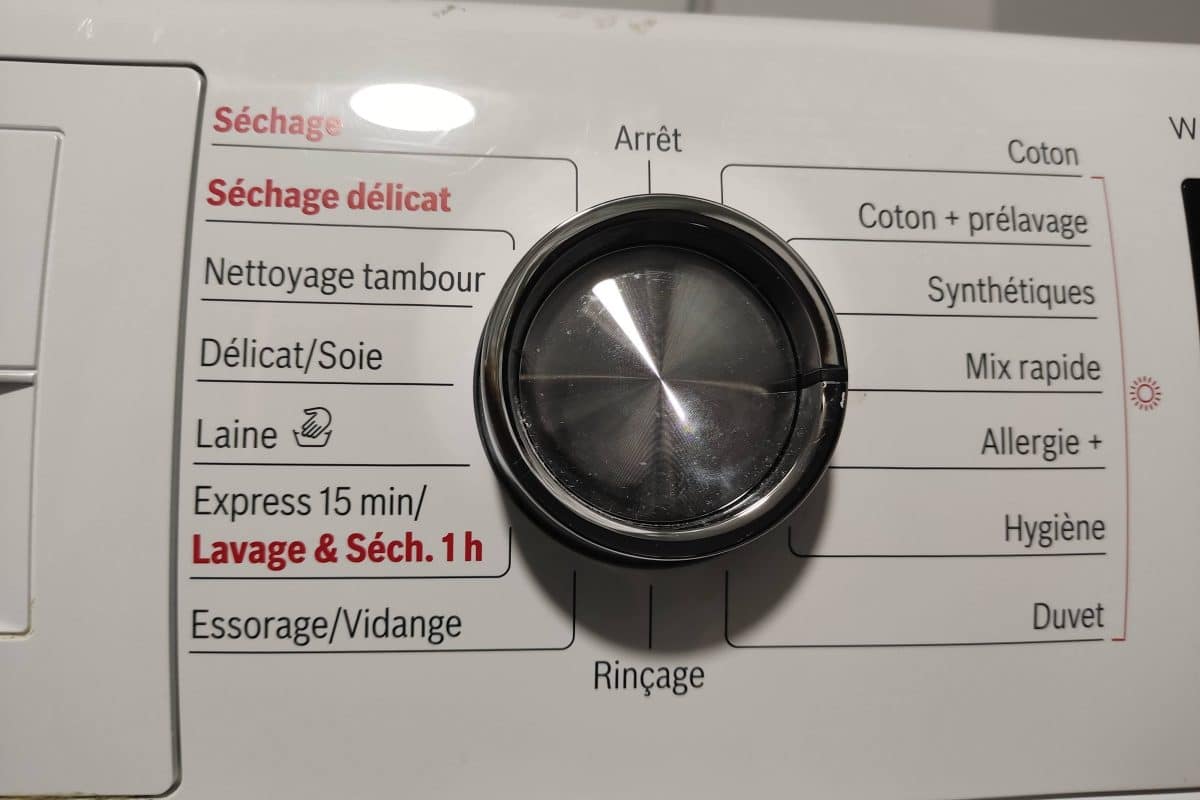 Séchage
Séchage délicat
Nettoyage tambour
Délicat/Soie
Laine
Express 15 min/
Lavage & Séch. 1 h
Essorage/Vidange
Arrêt
Rinçage
Coton
Coton + prélavage
Synthétiques
Mix rapide
Allergie +
Hygiène
Duvet
W